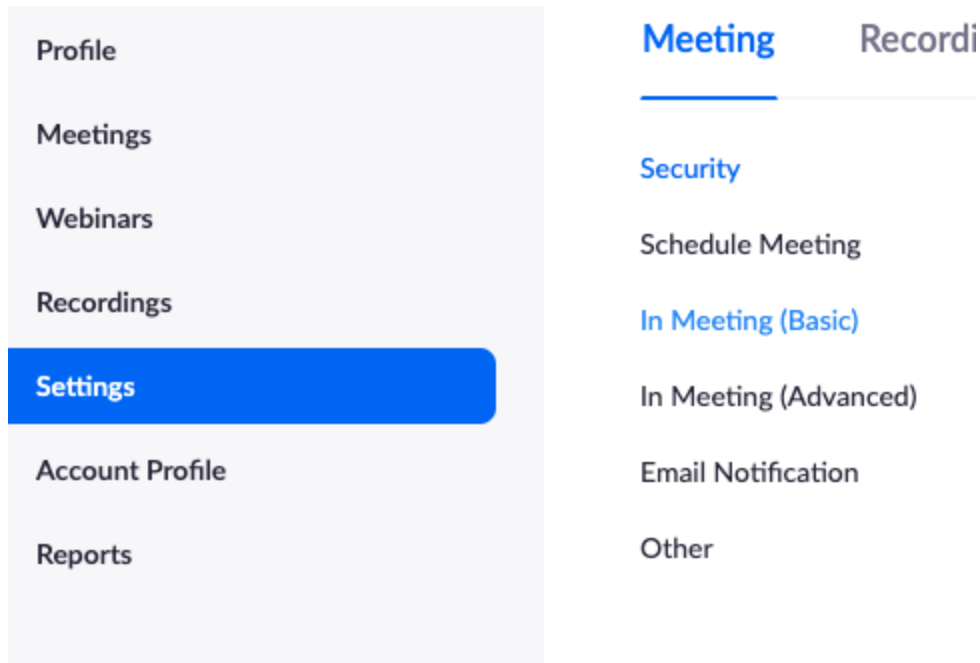 Profile
Meetings
Webinars
Recordings
Settings
Account Profile
Reports
Meeting
Recordi
Security
Schedule Meeting
In Meeting (Basic)
In Meeting (Advanced)
Email Notification
Other